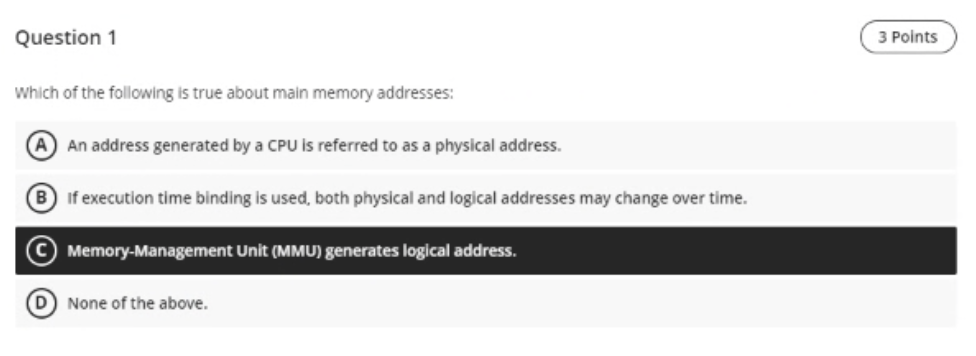 Question 1
3 Points
Which of the following is true about main memory addresses:
A An address generated by a CPU is referred to as a physical address.
B If execution time binding is used, both physical and logical addresses may change over time.
C Memory-Management Unit (MMU) generates logical address.
D None of the above.